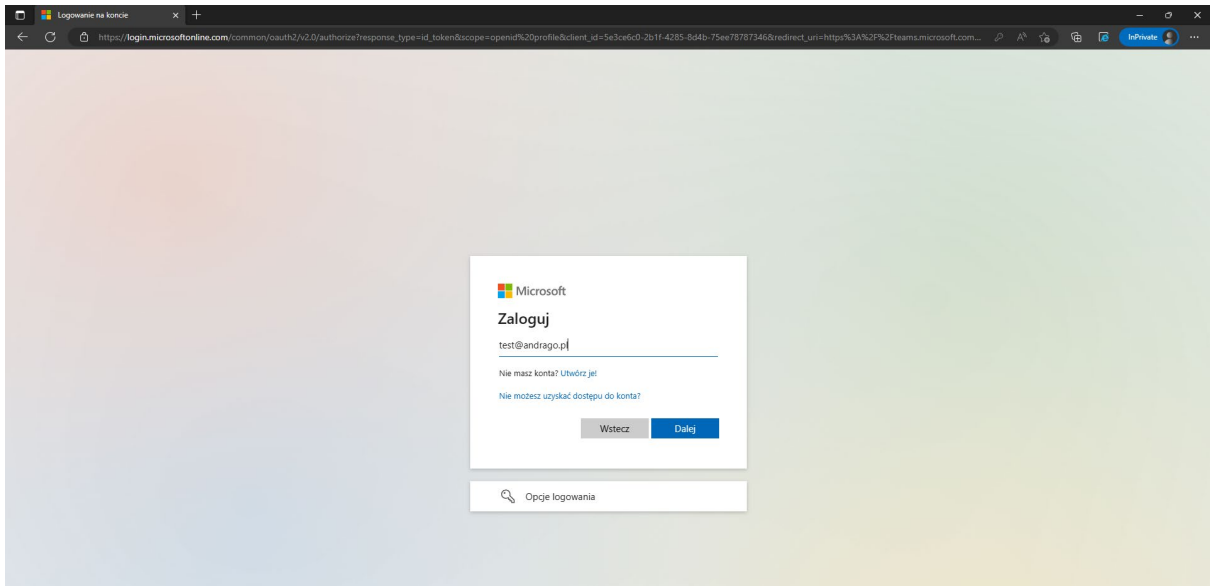 Logowanie na koncie
https://login.microsoftonline.com/common/oauth2/v2.0/authorize?response_type=id_token&scope=openid%20profile&client_id=5e3ce6c0-2b1f-4285-8d4b-75ee78787346&redirect_uri=https%3A%2F%2Fteams.microsoft.com... InPrivate
Microsoft
Zaloguj
test@andrago.pl
Nie masz konta? Utwórz je!
Nie możesz uzyskać dostępu do konta?
Wstecz Dalej
Opcje logowania